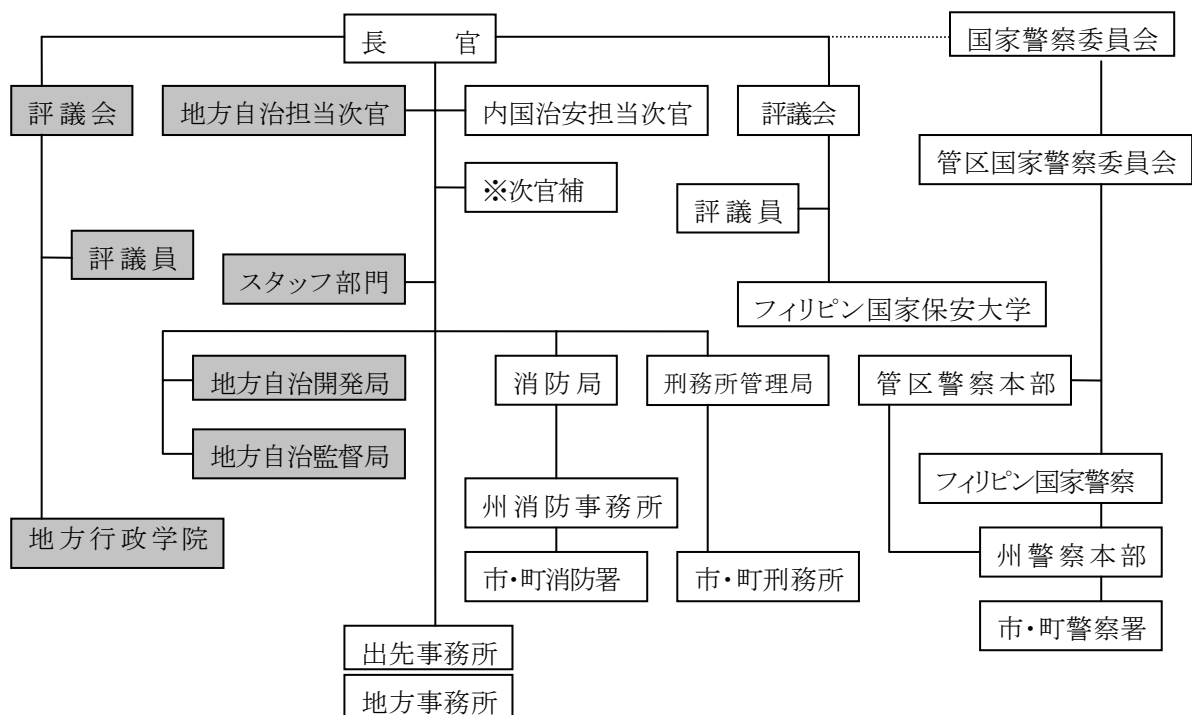 長　　官
国家警察委員会
評議会
地方自治担当次官
内国治安担当次官
評議会
管区国家警察委員会
※次官補
評議員
評議員
スタッフ部門
フィリピン国家保安大学
地方自治開発局
消防局
刑務所管理局
管区警察本部
地方自治監督局
フィリピン国家警察
州消防事務所
地方行政学院
州警察本部
市・町消防署
市・町刑務所
市・町警察署
出先事務所
地方事務所